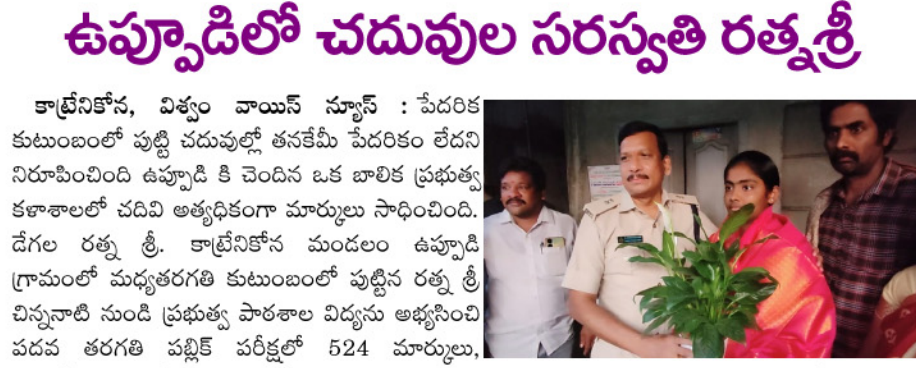 ఉప్పూడిలో చదువుల సరస్వతి రత్నశ్రీ
కాట్రేనికోన, విశ్వం వాయిస్ న్యూస్ : పేదరిక
కుటుంబంలో పుట్టి చదువుల్లో తనకేమీ పేదరికం లేదని
నిరూపించింది ఉప్పూడి కి చెందిన ఒక బాలిక ప్రభుత్వ
కళాశాలలో చదివి అత్యధికంగా మార్కులు సాధించింది.
డేగల రత్న శ్రీ. కాట్రేనికోన మండలం ఉప్పూడి
గ్రామంలో మధ్యతరగతి కుటుంబంలో పుట్టిన రత్న శ్రీ
చిన్ననాటి నుండి ప్రభుత్వ పాఠశాల విద్యను అభ్యసించి
పదవ తరగతి పబ్లిక్ పరీక్షలో 524 మార్కులు,